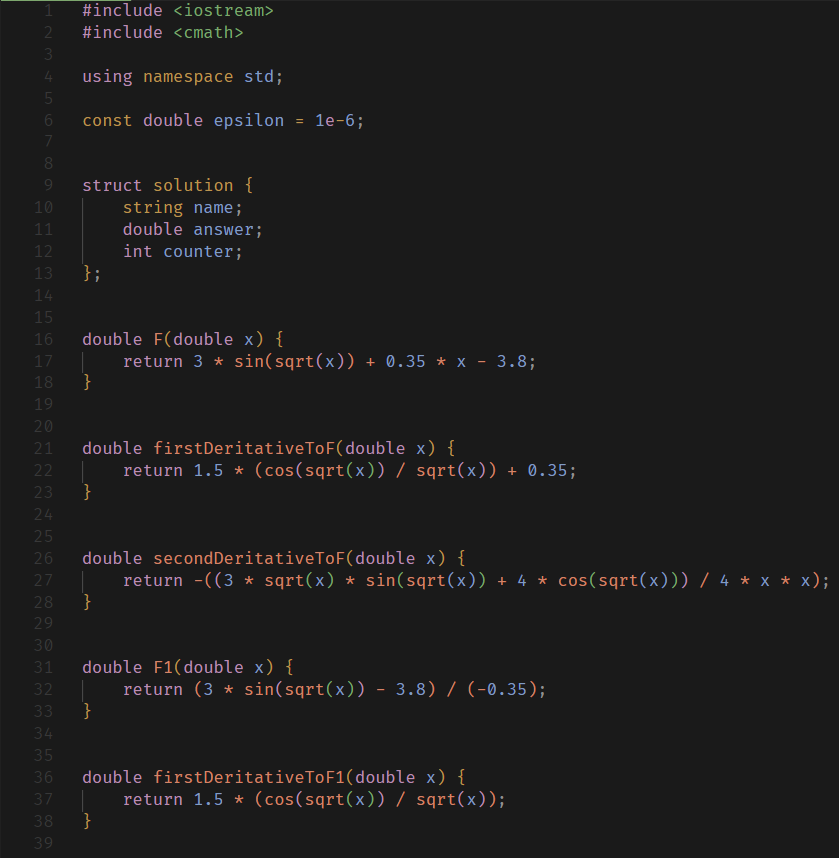 1 #include <iostream>
2 #include <cmath>
3
4 using namespace std;
5
6 const double epsilon = 1e-6;
7
8
9 struct solution {
10     string name;
11     double answer;
12     int counter;
13 };
14
15
16 double F(double x) {
17     return 3 * sin(sqrt(x)) + 0.35 * x - 3.8;
18 }
19
20
21 double firstDeritativeToF(double x) {
22     return 1.5 * (cos(sqrt(x)) / sqrt(x)) + 0.35;
23 }
24
25
26 double secondDeritativeToF(double x) {
27     return -((3 * sqrt(x) * sin(sqrt(x)) + 4 * cos(sqrt(x))) / 4 * x * x);
28 }
29
30
31 double F1(double x) {
32     return (3 * sin(sqrt(x)) - 3.8) / (-0.35);
33 }
34
35
36 double firstDeritativeToF1(double x) {
37     return 1.5 * (cos(sqrt(x)) / sqrt(x));
38 }
39